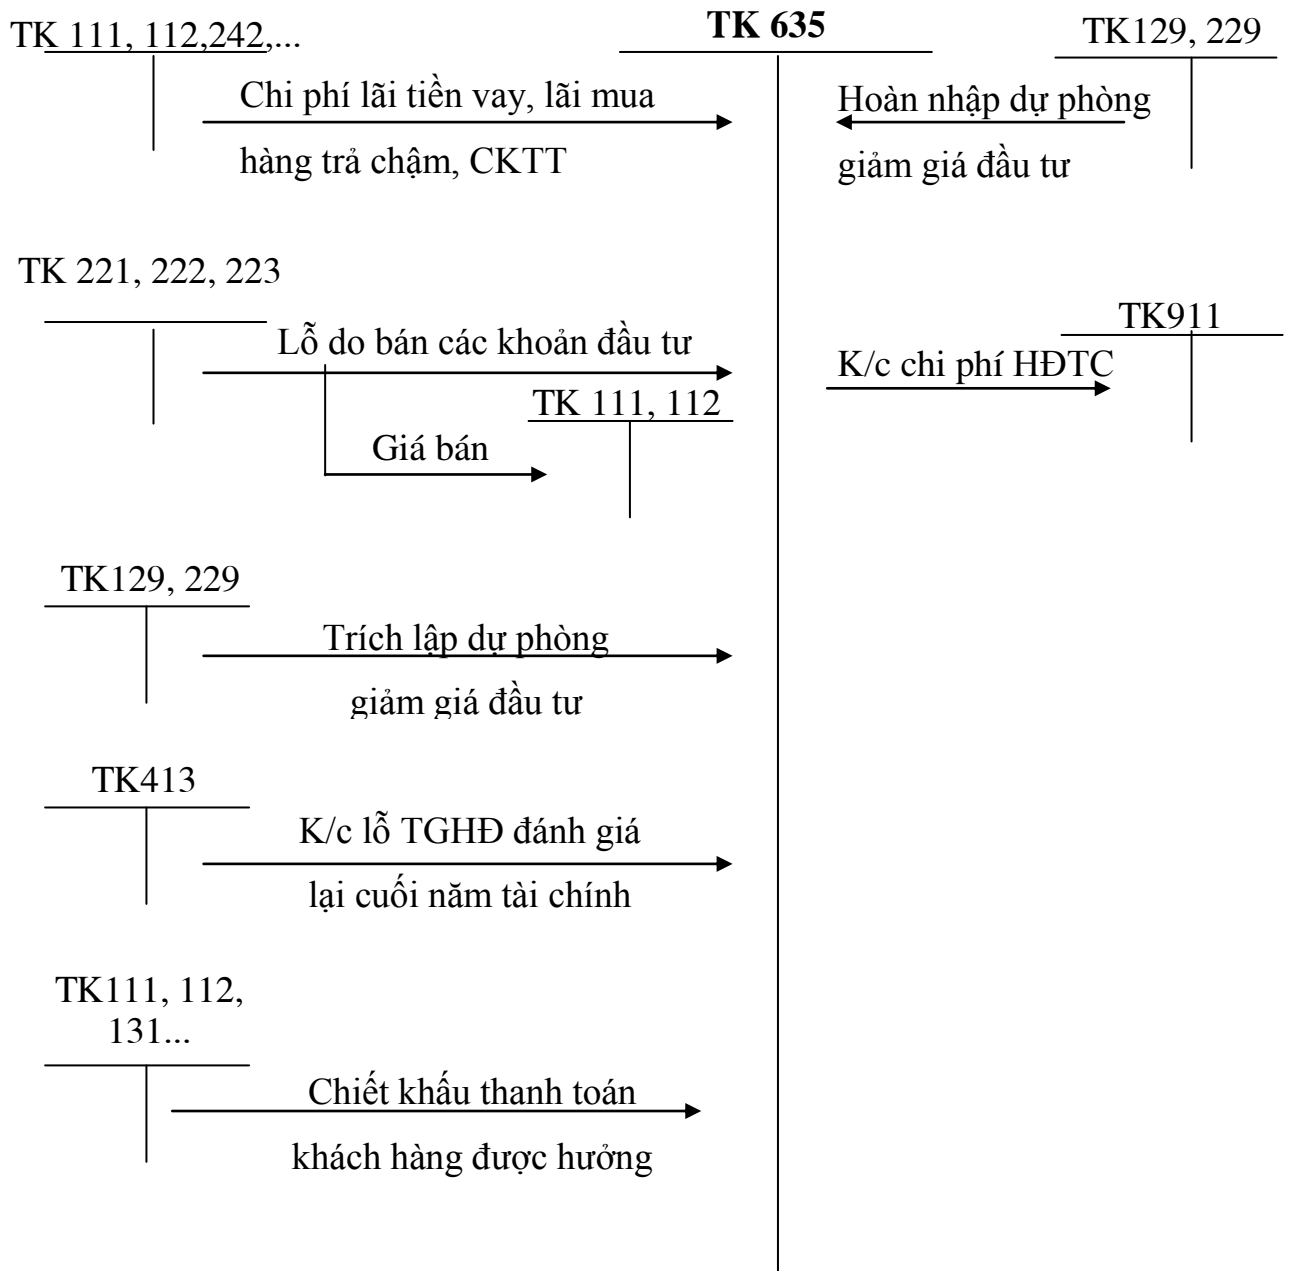 TK 111, 112,242,...
TK 635
TK129, 229
Chi phí lãi tiền vay, lãi mua
hàng trả chậm, CKTT
Hoàn nhập dự phòng
giảm giá đầu tư
TK 221, 222, 223
Lỗ do bán các khoản đầu tư
TK 111, 112
Giá bán
TK911
K/c chi phí HĐTC
TK129, 229
Trích lập dự phòng
giảm giá đầu tư
TK413
K/c lỗ TGHĐ đánh giá
lại cuối năm tài chính
TK111, 112,
131...
Chiết khấu thanh toán
khách hàng được hưởng